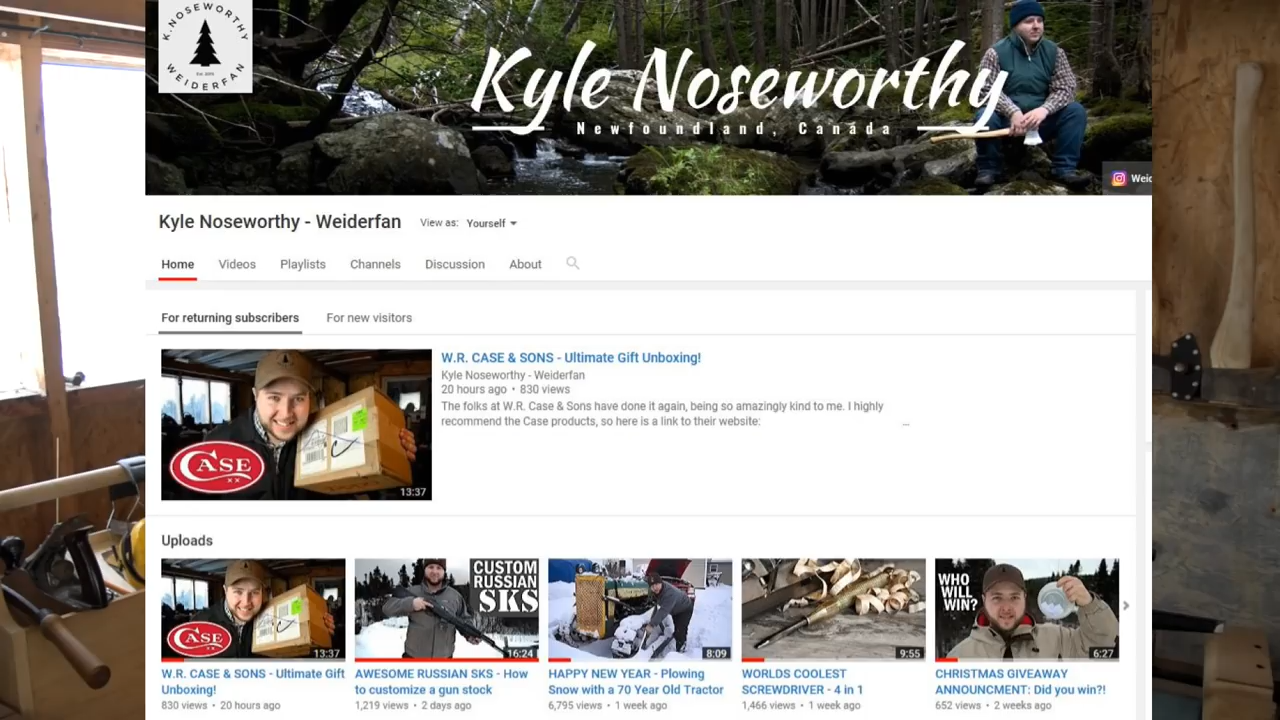 K.NOSEWORTHY
Est. 2015
WEIDERFAN
Kyle Noseworthy
Newfoundland, Canada
Weid
Kyle Noseworthy - Weiderfan
View as: Yourself
Home Videos Playlists Channels Discussion About
For returning subscribers For new visitors
W.R. CASE & SONS - Ultimate Gift Unboxing!
Kyle Noseworthy - Weiderfan
20 hours ago • 830 views
The folks at W.R. Case & Sons have done it again, being so amazingly kind to me. I highly
recommend the Case products, so here is a link to their website:
...
CASE
XX
13:37
Uploads
CASE
13:37
CUSTOM
RUSSIAN
SKS
16:24
8:09
9:55
WHO
WILL
WIN?
6:27
W.R. CASE & SONS - Ultimate Gift
Unboxing!
830 views • 20 hours ago
AWESOME RUSSIAN SKS - How
to customize a gun stock
1,219 views • 2 days ago
HAPPY NEW YEAR - Plowing
Snow with a 70 Year Old Tractor
6,795 views • 1 week ago
WORLDS COOLEST
SCREWDRIVER - 4 in 1
1,466 views • 1 week ago
CHRISTMAS GIVEAWAY
ANNOUNCMENT: Did you win?!
652 views • 2 weeks ago